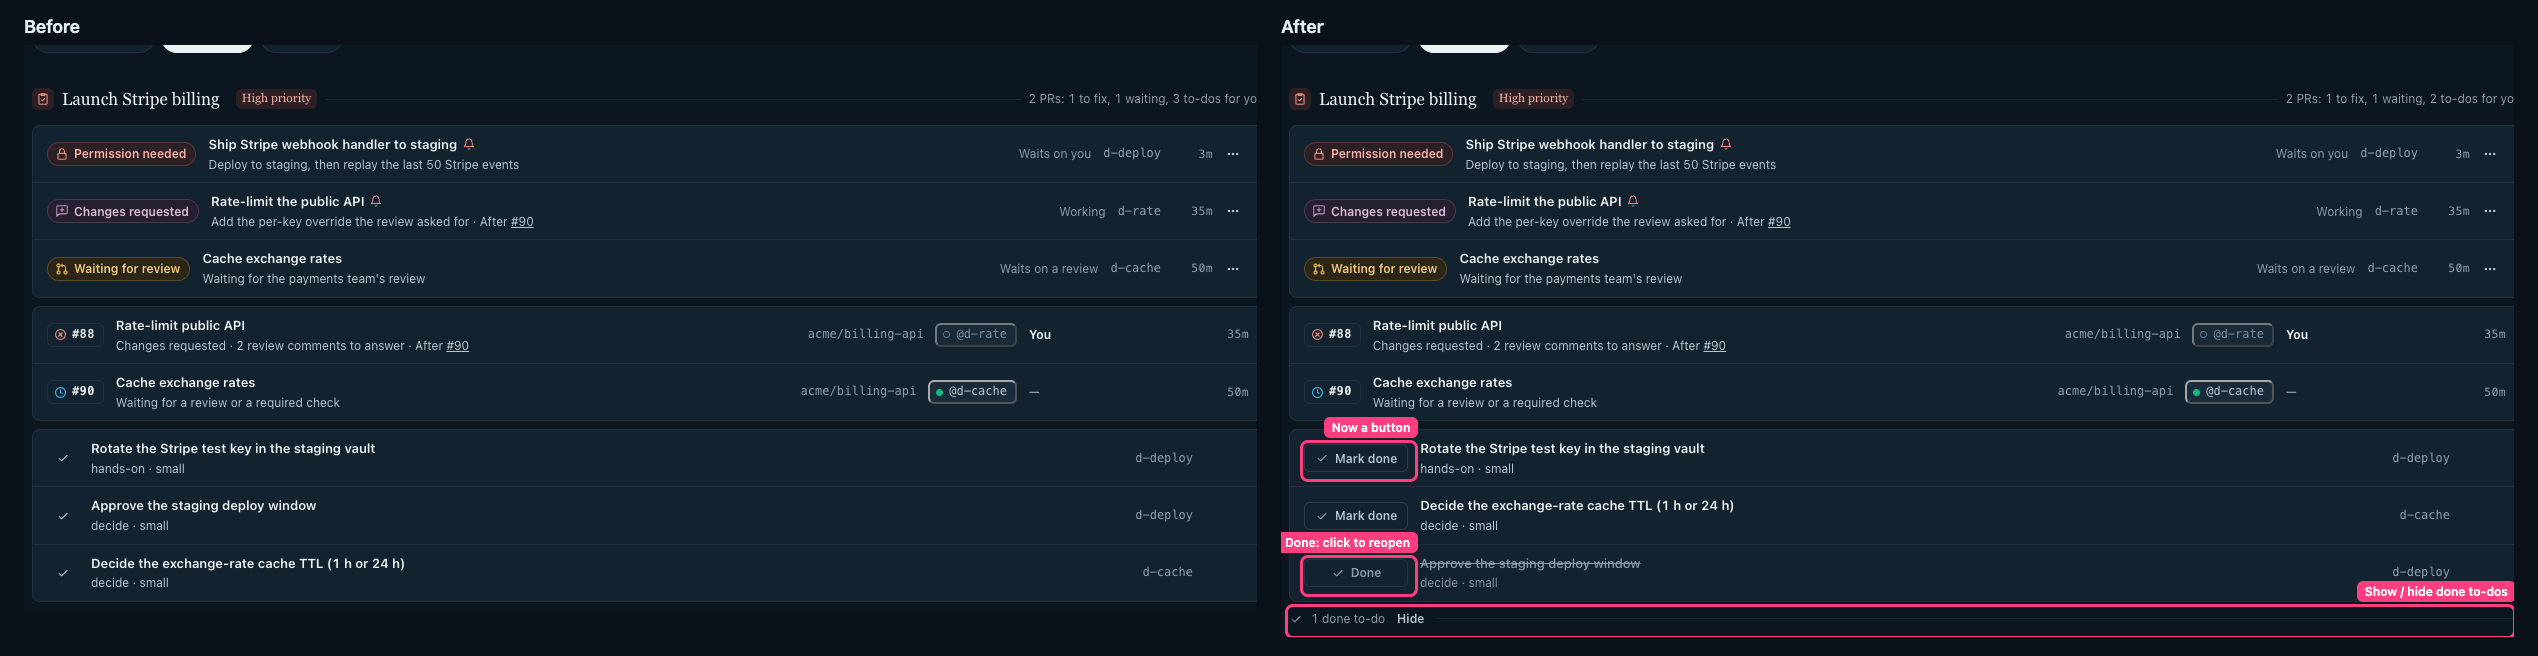 Before
Launch Stripe billing High priority 2 PRs: 1 to fix, 1 waiting, 3 to-dos for yo
Permission needed Ship Stripe webhook handler to staging Waits on you d-deploy 3m ···
Deploy to staging, then replay the last 50 Stripe events
Changes requested Rate-limit the public API Working d-rate 35m ···
Add the per-key override the review asked for · After #90
Waiting for review Cache exchange rates Waits on a review d-cache 50m ···
Waiting for the payments team's review
#88 Rate-limit public API acme/billing-api @d-rate You 35m
Changes requested · 2 review comments to answer · After #90
#90 Cache exchange rates acme/billing-api @d-cache — 50m
Waiting for a review or a required check
Rotate the Stripe test key in the staging vault d-deploy
hands-on · small
Approve the staging deploy window d-deploy
decide · small
Decide the exchange-rate cache TTL (1 h or 24 h) d-cache
decide · small
After
Launch Stripe billing High priority 2 PRs: 1 to fix, 1 waiting, 2 to-dos for yo
Permission needed Ship Stripe webhook handler to staging Waits on you d-deploy 3m ···
Deploy to staging, then replay the last 50 Stripe events
Changes requested Rate-limit the public API Working d-rate 35m ···
Add the per-key override the review asked for · After #90
Waiting for review Cache exchange rates Waits on a review d-cache 50m ···
Waiting for the payments team's review
#88 Rate-limit public API acme/billing-api @d-rate You 35m
Changes requested · 2 review comments to answer · After #90
#90 Cache exchange rates acme/billing-api @d-cache — 50m
Waiting for a review or a required check
Now a button
Mark done Rotate the Stripe test key in the staging vault d-deploy
hands-on · small
Mark done Decide the exchange-rate cache TTL (1 h or 24 h) d-cache
decide · small
Done: click to reopen
Done Approve the staging deploy window d-deploy
decide · small
Show / hide done to-dos
1 done to-do Hide